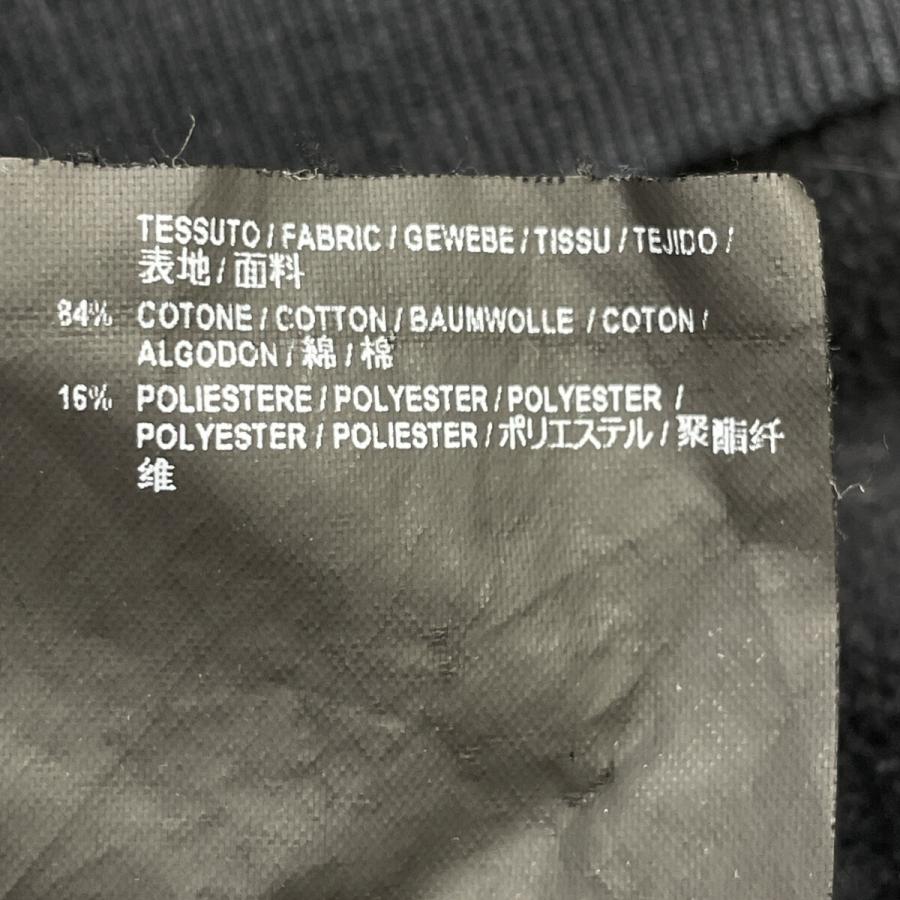 TESSUTO / FABRIC / GEWEBE / TISSU / TEJIDO /
表地 / 面料
84% COTONE / COTTON / BAUMWOLLE / COTON /
ALGODON / 綿 / 棉
16% POLIESTERE / POLYESTER / POLYESTER /
POLYESTER / POLIESTER / ポリエステル / 聚酯纤
维